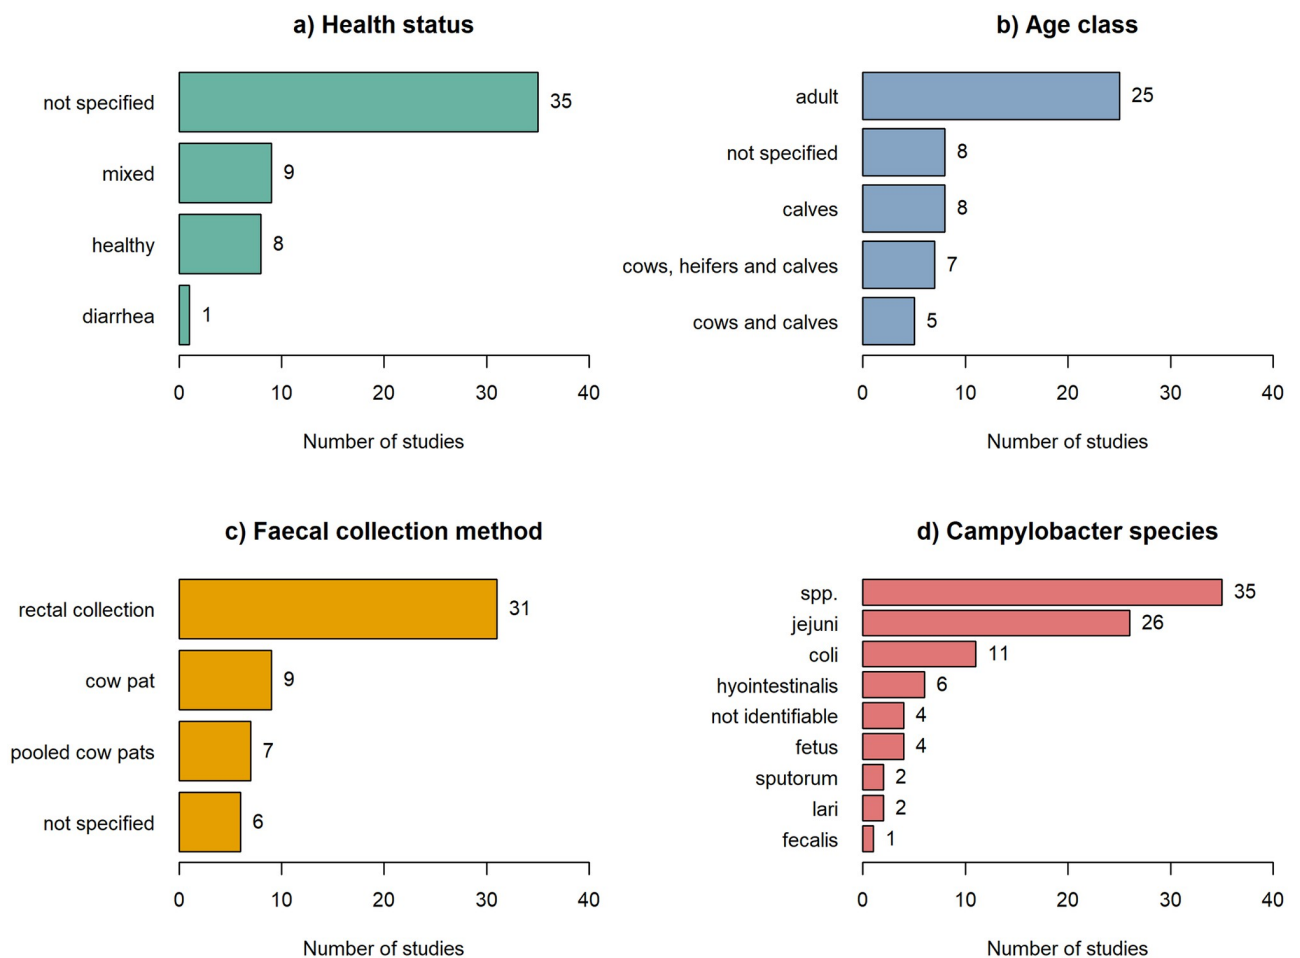 a) Health status
not specified 35
mixed 9
healthy 8
diarrhea 1
0 10 20 30 40
Number of studies
b) Age class
adult 25
not specified 8
calves 8
cows, heifers and calves 7
cows and calves 5
0 10 20 30 40
Number of studies
c) Faecal collection method
rectal collection 31
cow pat 9
pooled cow pats 7
not specified 6
0 10 20 30 40
Number of studies
d) Campylobacter species
spp. 35
jejuni 26
coli 11
hyointestinalis 6
not identifiable 4
fetus 4
sputorum 2
lari 2
fecalis 1
0 10 20 30 40
Number of studies